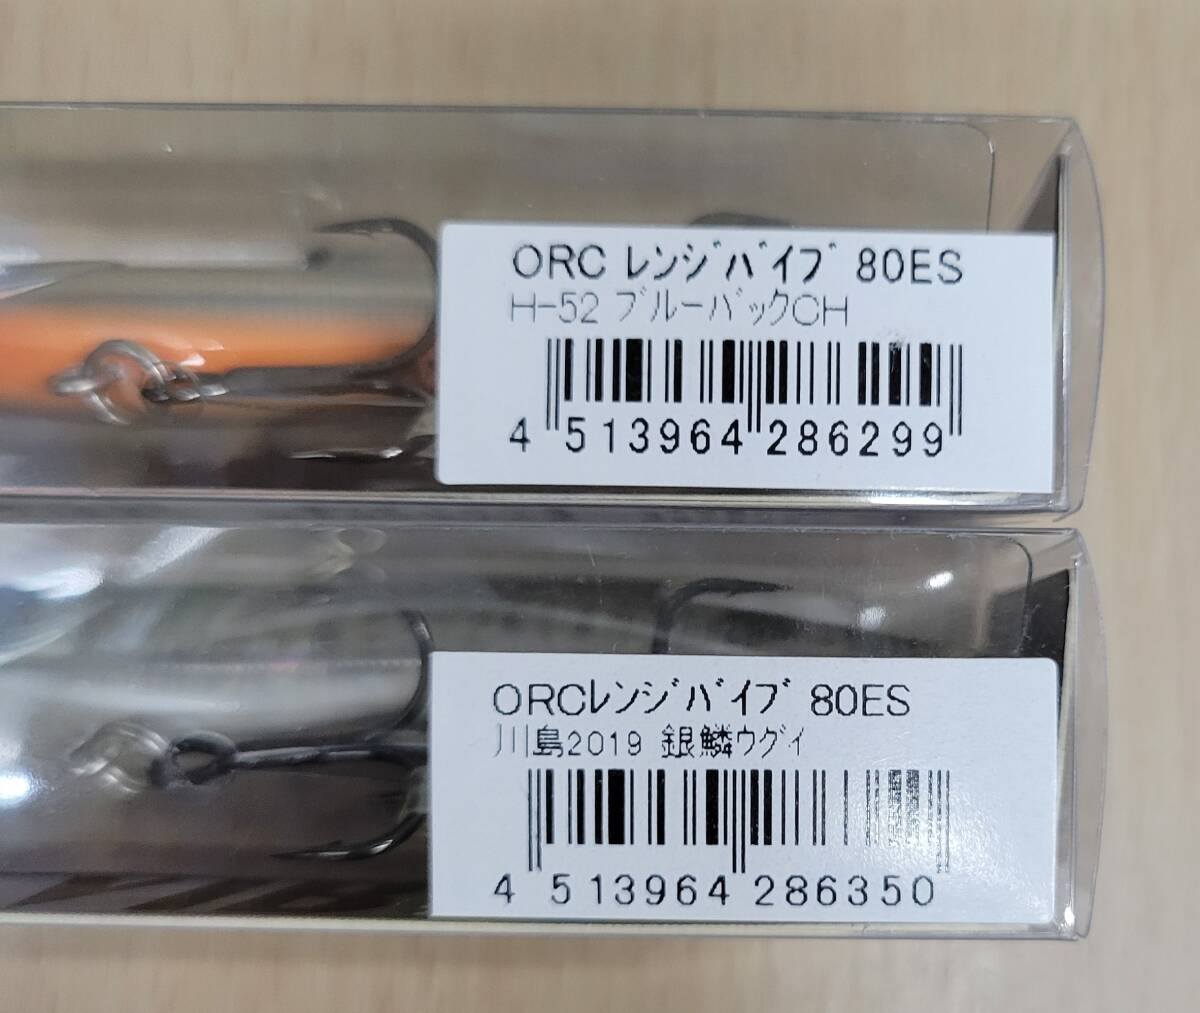 ORC レンジバイブ 80ES
H-52 ブルーバックCH
4 513964 286299
ORCレンジバイブ 80ES
川島2019 銀鱗ウグイ
4 513964 286350